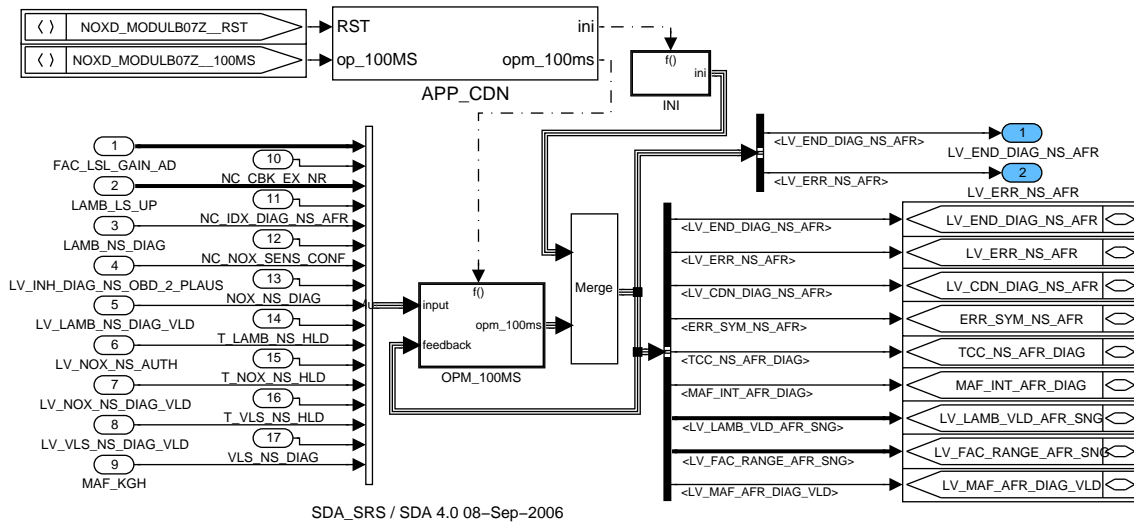 NOXD_MODULB07Z__RST
NOXD_MODULB07Z__100MS
RST
op_100MS
ini
opm_100ms
APP_CDN
f()
ini
INI
1
FAC_LSL_GAIN_AD
10
NC_CBK_EX_NR
2
LAMB_LS_UP
11
NC_IDX_DIAG_NS_AFR
3
LAMB_NS_DIAG
12
NC_NOX_SENS_CONF
4
LV_INH_DIAG_NS_OBD_2_PLAUS
13
NOX_NS_DIAG
5
LV_LAMB_NS_DIAG_VLD
14
T_LAMB_NS_HLD
6
LV_NOX_NS_AUTH
15
T_NOX_NS_HLD
7
LV_NOX_NS_DIAG_VLD
16
T_VLS_NS_HLD
8
LV_VLS_NS_DIAG_VLD
17
VLS_NS_DIAG
9
MAF_KGH
f()
input
feedback
opm_100ms
OPM_100MS
Merge
<LV_END_DIAG_NS_AFR>
1
LV_END_DIAG_NS_AFR
<LV_ERR_NS_AFR>
2
LV_ERR_NS_AFR
<LV_END_DIAG_NS_AFR>
LV_END_DIAG_NS_AFR
<LV_ERR_NS_AFR>
LV_ERR_NS_AFR
<LV_CDN_DIAG_NS_AFR>
LV_CDN_DIAG_NS_AFR
<ERR_SYM_NS_AFR>
ERR_SYM_NS_AFR
<TCC_NS_AFR_DIAG>
TCC_NS_AFR_DIAG
<MAF_INT_AFR_DIAG>
MAF_INT_AFR_DIAG
<LV_LAMB_VLD_AFR_SNG>
LV_LAMB_VLD_AFR_SNG
<LV_FAC_RANGE_AFR_SNG>
LV_FAC_RANGE_AFR_SNG
<LV_MAF_AFR_DIAG_VLD>
LV_MAF_AFR_DIAG_VLD
SDA_SRS / SDA 4.0 08−Sep−2006